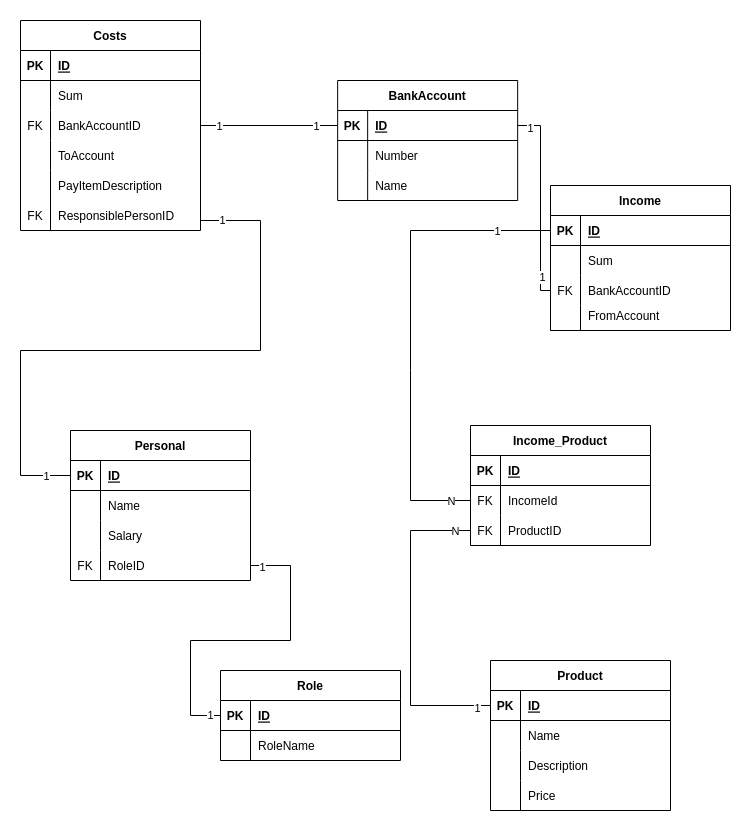 Costs
PK ID
Sum
FK BankAccountID
ToAccount
PayItemDescription
FK ResponsiblePersonID
1
1
1
BankAccount
PK ID
Number
Name
1
1
Income
PK ID
Sum
FK BankAccountID
FromAccount
1
Personal
PK ID
Name
Salary
FK RoleID
1
1
Income_Product
PK ID
FK IncomeId
FK ProductID
N
N
Role
PK ID
RoleName
1
Product
PK ID
Name
Description
Price
1